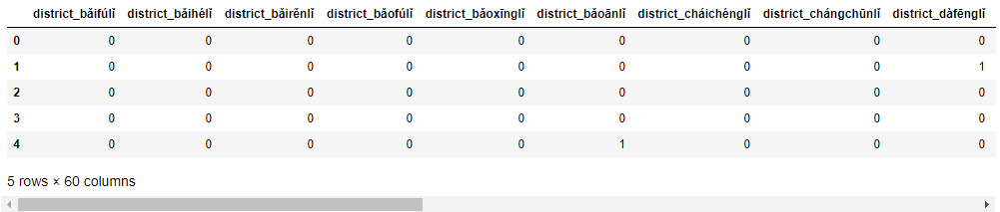 district_bǎifúlǐ district_bǎihélǐ district_bǎirěnlǐ district_bǎofúlǐ district_bǎoxīnglǐ district_bǎoānlǐ district_cháichénglǐ district_chángchūnlǐ district_dàfēnglǐ
0 0 0 0 0 0 0 0 0 0
1 0 0 0 0 0 0 0 0 1
2 0 0 0 0 0 0 0 0 0
3 0 0 0 0 0 0 0 0 0
4 0 0 0 0 0 1 0 0 0
5 rows × 60 columns